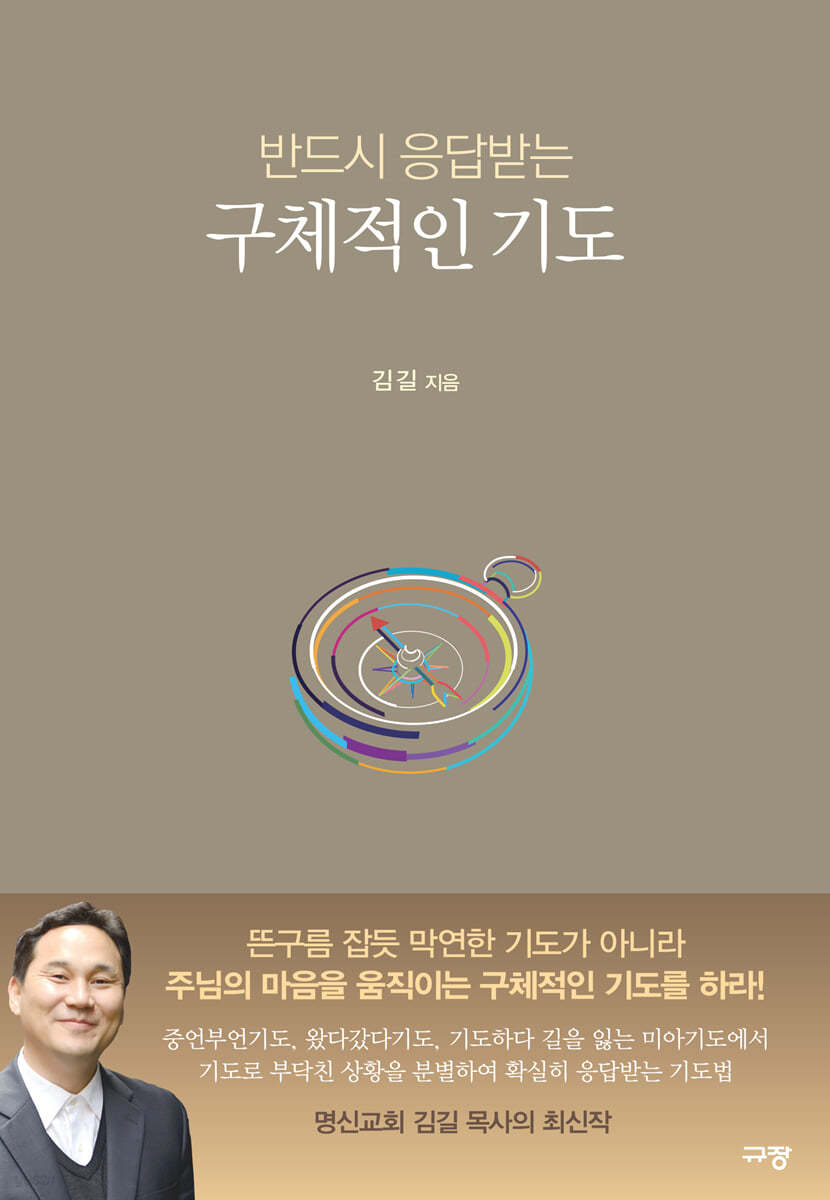 반드시 응답받는
구체적인 기도
김길 지음
뜬구름 잡듯 막연한 기도가 아니라
주님의 마음을 움직이는 구체적인 기도를 하라!
중언부언기도, 왔다갔다기도, 기도하다 길을 잃는 미아기도에서
기도로 부닥친 상황을 분별하여 확실히 응답받는 기도법
명신교회 김길 목사의 최신작
규장